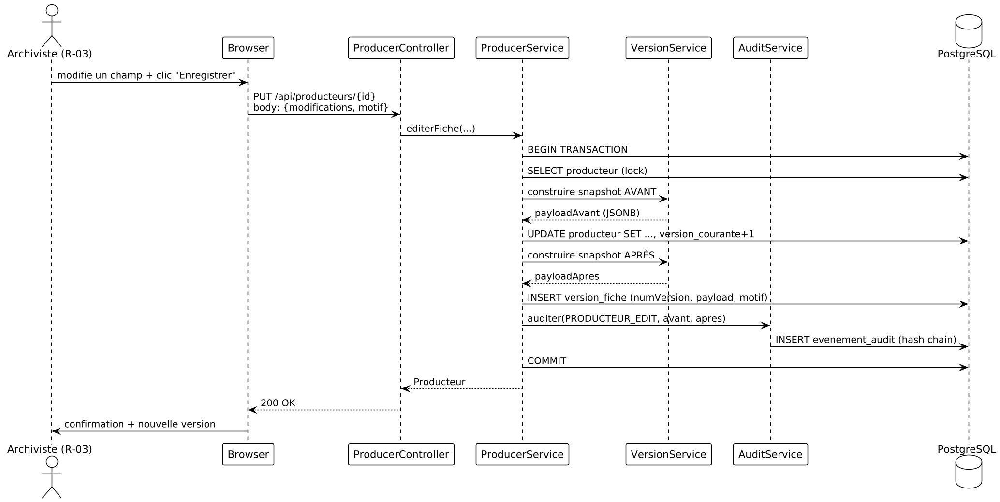 Archiviste (R-03)
Browser
ProducerController
ProducerService
VersionService
AuditService
PostgreSQL
modifie un champ + clic "Enregistrer"
PUT /api/producteurs/{id}
body: {modifications, motif}
editerFiche(...)
BEGIN TRANSACTION
SELECT producteur (lock)
construire snapshot AVANT
payloadAvant (JSONB)
UPDATE producteur SET ..., version_courante+1
construire snapshot APRÈS
payloadApres
INSERT version_fiche (numVersion, payload, motif)
auditer(PRODUCTEUR_EDIT, avant, apres)
INSERT evenement_audit (hash chain)
COMMIT
Producteur
200 OK
confirmation + nouvelle version
Archiviste (R-03)
Browser
ProducerController
ProducerService
VersionService
AuditService
PostgreSQL